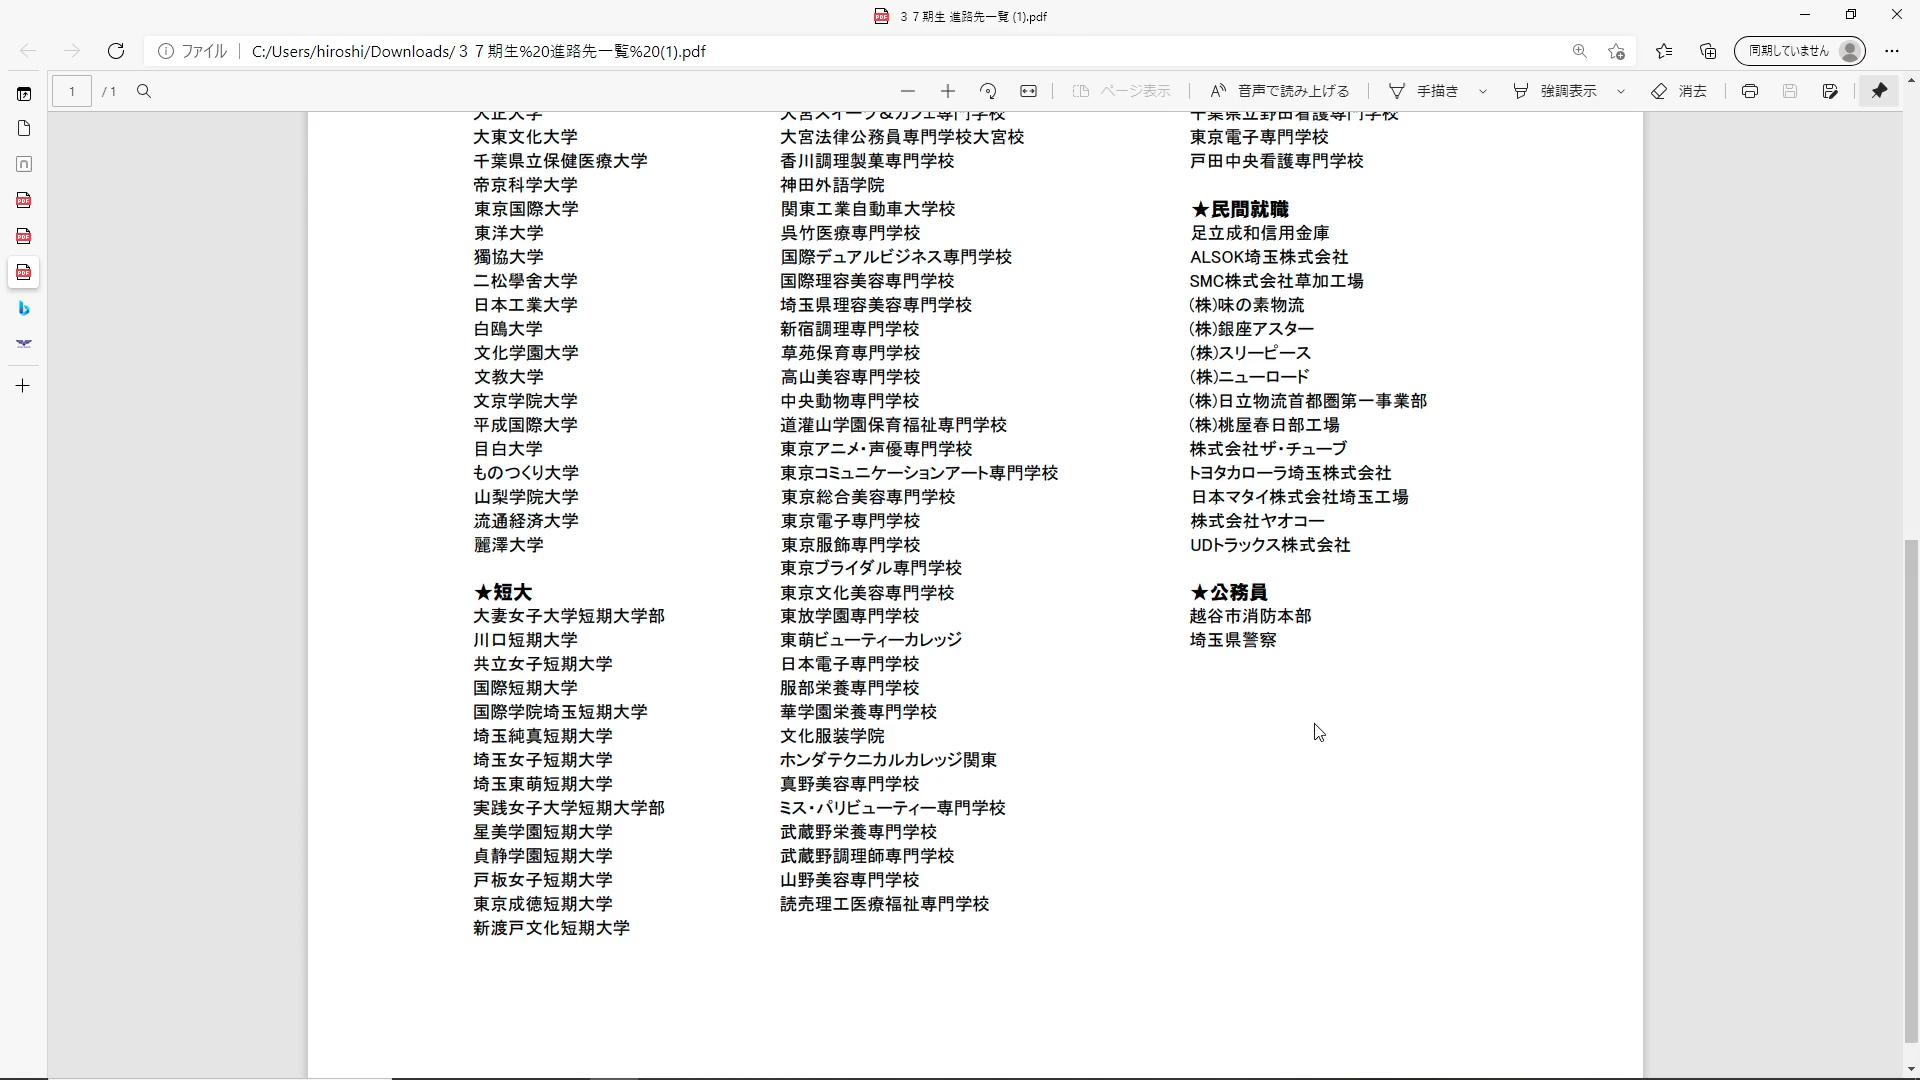 ３７期生 進路先一覧 (1).pdf
ファイル
C:/Users/hiroshi/Downloads/３７期生%20進路先一覧%20(1).pdf
同期していません
1 / 1
ページ表示
音声で読み上げる
手描き
強調表示
消去
大正大学
大東文化大学
千葉県立保健医療大学
帝京科学大学
東京国際大学
東洋大学
獨協大学
二松學舍大学
日本工業大学
白鴎大学
文化学園大学
文教大学
文京学院大学
平成国際大学
目白大学
ものつくり大学
山梨学院大学
流通経済大学
麗澤大学
★短大
大妻女子大学短期大学部
川口短期大学
共立女子短期大学
国際短期大学
国際学院埼玉短期大学
埼玉純真短期大学
埼玉女子短期大学
埼玉東萌短期大学
実践女子大学短期大学部
星美学園短期大学
貞静学園短期大学
戸板女子短期大学
東京成徳短期大学
新渡戸文化短期大学
大宮スイーツ&カフェ専門学校
大宮法律公務員専門学校大宮校
香川調理製菓専門学校
神田外語学院
関東工業自動車大学校
呉竹医療専門学校
国際デュアルビジネス専門学校
国際理容美容専門学校
埼玉県理容美容専門学校
新宿調理専門学校
草苑保育専門学校
高山美容専門学校
中央動物専門学校
道灌山学園保育福祉専門学校
東京アニメ・声優専門学校
東京コミュニケーションアート専門学校
東京総合美容専門学校
東京電子専門学校
東京服飾専門学校
東京ブライダル専門学校
東京文化美容専門学校
東放学園専門学校
東萌ビューティーカレッジ
日本電子専門学校
服部栄養専門学校
華学園栄養専門学校
文化服装学院
ホンダテクニカルカレッジ関東
真野美容専門学校
ミス・パリビューティー専門学校
武蔵野栄養専門学校
武蔵野調理師専門学校
山野美容専門学校
読売理工医療福祉専門学校
千葉県立野田看護専門学校
東京電子専門学校
戸田中央看護専門学校
★民間就職
足立成和信用金庫
ALSOK埼玉株式会社
SMC株式会社草加工場
(株)味の素物流
(株)銀座アスター
(株)スリーピース
(株)ニューロード
(株)日立物流首都圏第一事業部
(株)桃屋春日部工場
株式会社ザ・チューブ
トヨタカローラ埼玉株式会社
日本マタイ株式会社埼玉工場
株式会社ヤオコー
UDトラックス株式会社
★公務員
越谷市消防本部
埼玉県警察